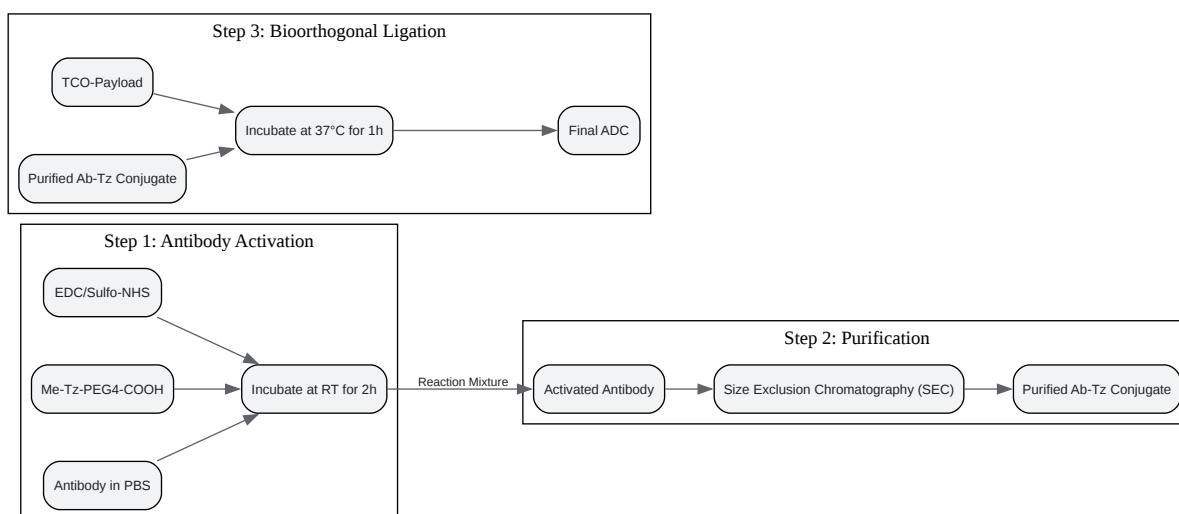 Step 3: Bioorthogonal Ligation
TCO-Payload
Incubate at 37°C for 1h
Final ADC
Purified Ab-Tz Conjugate
Step 1: Antibody Activation
EDC/Sulfo-NHS
Me-Tz-PEG4-COOH
Incubate at RT for 2h
Antibody in PBS
Reaction Mixture
Step 2: Purification
Activated Antibody
Size Exclusion Chromatography (SEC)
Purified Ab-Tz Conjugate